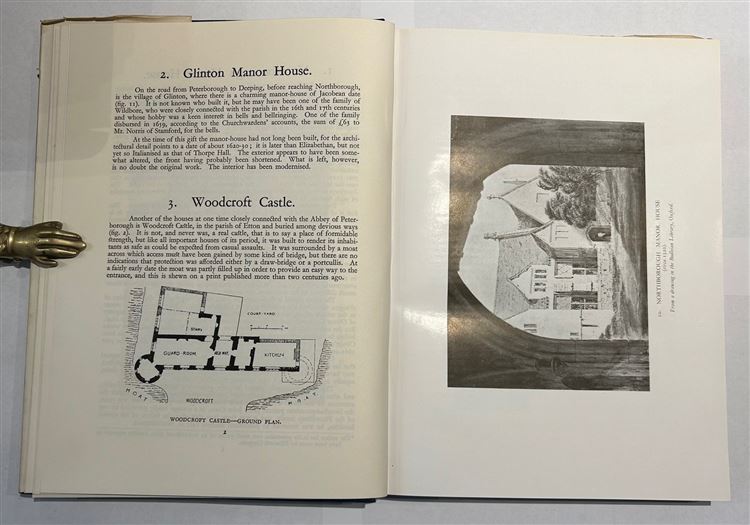 2. Glinton Manor House.
On the road from Peterborough to Deeping, before reaching Northborough,
is the village of Glinton, where there is a charming manor-house of Jacobean date
(fig. 11). It is not known who built it, but he may have been one of the family of
Wildbore, who were closely connected with the parish in the 16th and 17th centuries
and whose hobby was a keen interest in bells and bellringing. One of the family
disbursed in 1659, according to the Churchwardens' accounts, the sum of £63 to
Mr. Norris of Stamford, for the bells.
At the time of this gift the manor-house had not long been built, for the archi-
tectural detail points to a date of about 1620-30; it is later than Elizabethan, but not
yet so Italianised as that of Thorpe Hall. The exterior appears to have been some-
what altered, the front having probably been shortened. What is left, however,
is no doubt the original work. The interior has been modernised.
3. Woodcroft Castle.
Another of the houses at one time closely connected with the Abbey of Peter-
borough is Woodcroft Castle, in the parish of Etton and buried among devious ways
(fig. 2). It is not, and never was, a real castle, that is to say a place of formidable
strength, but like all important houses of its period, it was built to render its inhabi-
tants as safe as could be expected from casual assaults. It was surrounded by a moat
across which access must have been gained by some kind of bridge, but there are no
indications that protection was afforded either by a draw-bridge or a portcullis. At
a fairly early date the moat was partly filled up in order to provide an easy way to the
entrance, and this is shewn on a print published more than two centuries ago.
COURT-YARD
STAIRS
GUARD-ROOM
ARCHWAY
KITCHEN
MOAT
WOODCROFT
MOAT
WOODCROFT CASTLE—GROUND PLAN.
2
10. NORTHBOROUGH MANOR HOUSE
From a drawing in the Bodleian Library, Oxford.